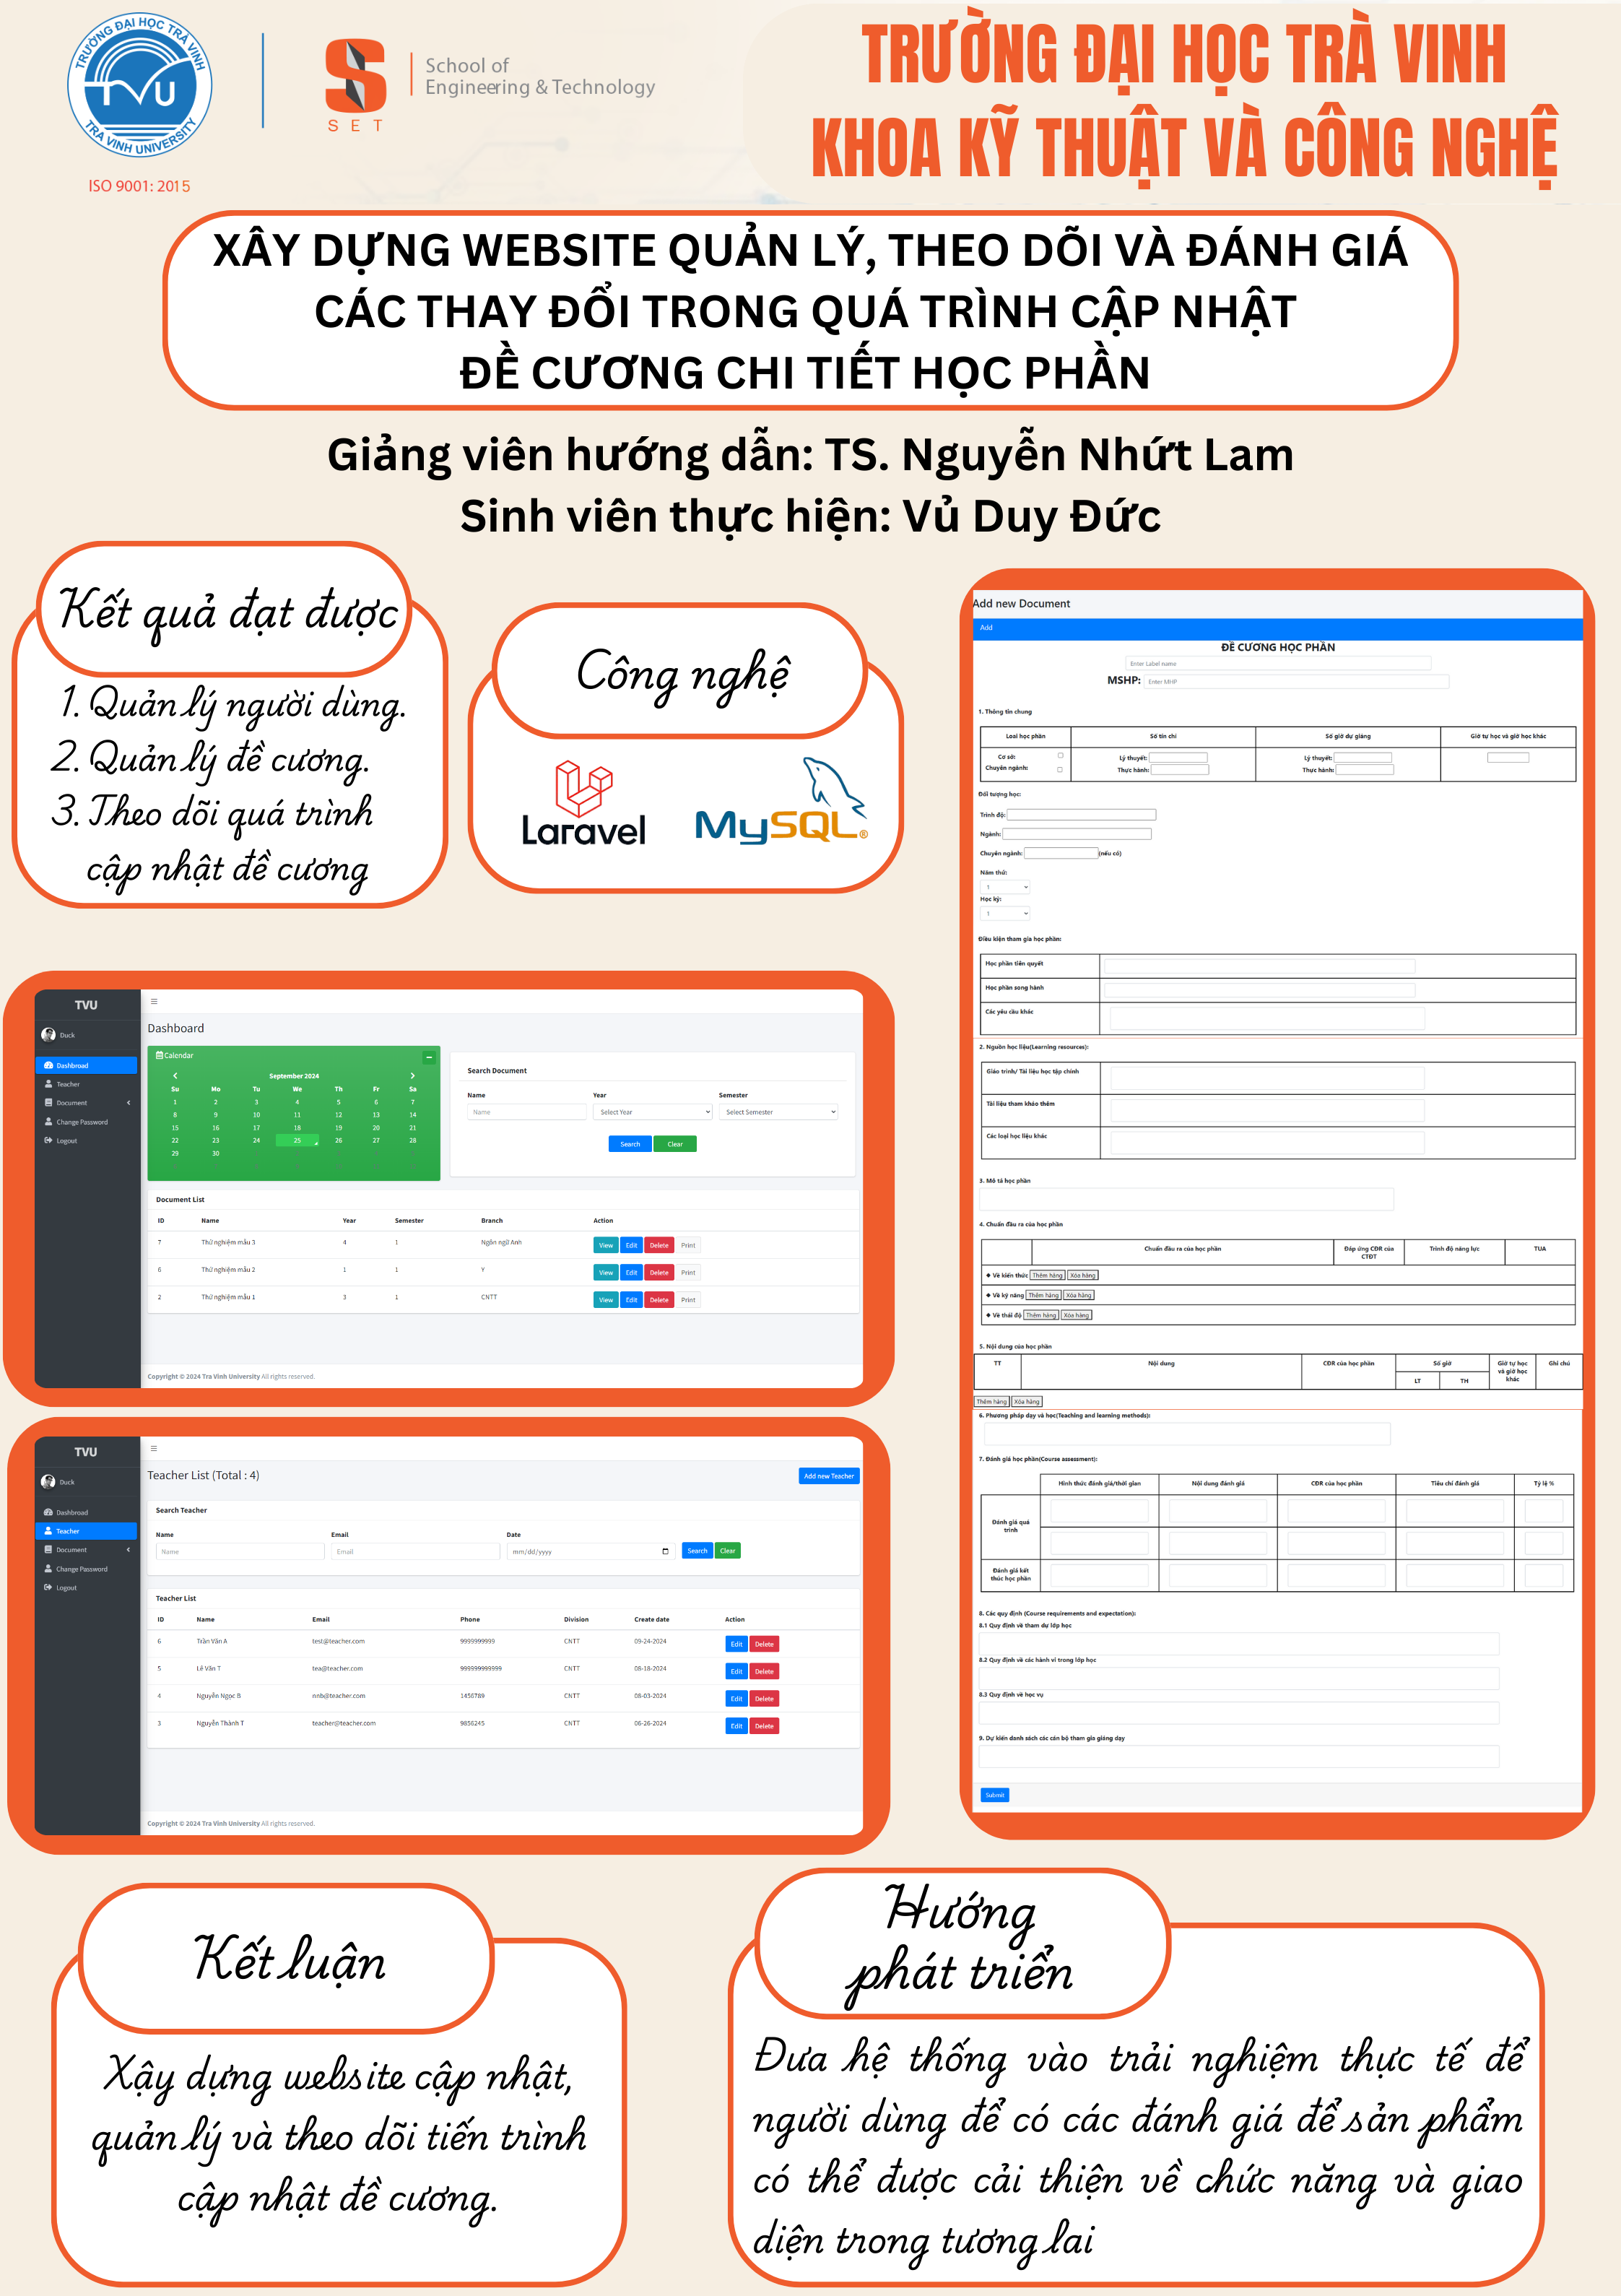 TRƯỜNG ĐẠI HỌC TRÀ VINH
TVU
TRA VINH UNIVERSITY
ISO 9001: 2015
SET
School of
Engineering & Technology
TRƯỜNG ĐẠI HỌC TRÀ VINH
KHOA KỸ THUẬT VÀ CÔNG NGHỆ
XÂY DỰNG WEBSITE QUẢN LÝ, THEO DÕI VÀ ĐÁNH GIÁ
CÁC THAY ĐỔI TRONG QUÁ TRÌNH CẬP NHẬT
ĐỀ CƯƠNG CHI TIẾT HỌC PHẦN
Giảng viên hướng dẫn: TS. Nguyễn Nhứt Lam
Sinh viên thực hiện: Vủ Duy Đức
Kết quả đạt được
1. Quản lý người dùng.
2. Quản lý đề cương.
3. Theo dõi quá trình
cập nhật đề cương
Công nghệ
Laravel
MySQL®
TVU
Duck
Dashbroad
Teacher
Document
Change Password
Logout
Dashboard
Calendar
September 2024
Su Mo Tu We Th Fr Sa
1 2 3 4 5 6 7
8 9 10 11 12 13 14
15 16 17 18 19 20 21
22 23 24 25 26 27 28
29 30
Search Document
Name Year Semester
Name Select Year Select Semester
Search Clear
Document List
ID Name Year Semester Branch Action
7 Thử nghiệm mẫu 3 4 1 Ngôn ngữ Anh View Edit Delete Print
6 Thử nghiệm mẫu 2 1 1 Y View Edit Delete Print
2 Thử nghiệm mẫu 1 3 1 CNTT View Edit Delete Print
Copyright © 2024 Tra Vinh University All rights reserved.
TVU
Duck
Dashbroad
Teacher
Document
Change Password
Logout
Teacher List (Total : 4)
Add new Teacher
Search Teacher
Name Email Date
Name Email mm/dd/yyyy Search Clear
Teacher List
ID Name Email Phone Division Create date Action
6 Trần Văn A test@teacher.com 9999999999 CNTT 09-24-2024 Edit Delete
5 Lê Văn T tea@teacher.com 999999999999 CNTT 08-18-2024 Edit Delete
4 Nguyễn Ngọc B nnb@teacher.com 1456789 CNTT 08-03-2024 Edit Delete
3 Nguyễn Thành T teacher@teacher.com 9856245 CNTT 06-26-2024 Edit Delete
Copyright © 2024 Tra Vinh University All rights reserved.
Add new Document
Add
ĐỀ CƯƠNG HỌC PHẦN
Enter Label name
MSHP: Enter MHP
1. Thông tin chung
Loại học phần Số tín chỉ Số giờ dự giảng Giờ tự học và giờ học khác
Cơ sở: Lý thuyết: Lý thuyết:
Chuyên ngành: Thực hành: Thực hành:
Đối tượng học:
Trình độ:
Ngành:
Chuyên ngành: (nếu có)
Năm thứ:
1
Học kỳ:
1
Điều kiện tham gia học phần:
Học phần tiên quyết
Học phần song hành
Các yêu cầu khác
2. Nguồn học liệu(Learning resources):
Giáo trình/ Tài liệu học tập chính
Tài liệu tham khảo thêm
Các loại học liệu khác
3. Mô tả học phần
4. Chuẩn đầu ra của học phần
Chuẩn đầu ra của học phần Đáp ứng CĐR của CTĐT Trình độ năng lực TUA
❖ Về kiến thức Thêm hàng Xóa hàng
❖ Về kỹ năng Thêm hàng Xóa hàng
❖ Về thái độ Thêm hàng Xóa hàng
5. Nội dung của học phần
TT Nội dung CĐR của học phần Số giờ Giờ tự học và giờ học khác Ghi chú
LT TH
Thêm hàng Xóa hàng
6. Phương pháp dạy và học(Teaching and learning methods):
7. Đánh giá học phần(Course assessment):
Hình thức đánh giá/thời gian Nội dung đánh giá CĐR của học phần Tiêu chí đánh giá Tỷ lệ %
Đánh giá quá trình
Đánh giá kết thúc học phần
8. Các quy định (Course requirements and expectation):
8.1 Quy định về tham dự lớp học
8.2 Quy định về các hành vi trong lớp học
8.3 Quy định về học vụ
9. Dự kiến danh sách các cán bộ tham gia giảng dạy
Submit
Kết luận
Xậy dựng website cập nhật,
quản lý và theo dõi tiến trình
cập nhật đề cương.
Hướng
phát triển
Đưa hệ thống vào trải nghiệm thực tế để
người dùng để có các đánh giá để sản phẩm
có thể được cải thiện về chức năng và giao
diện trong tương lai